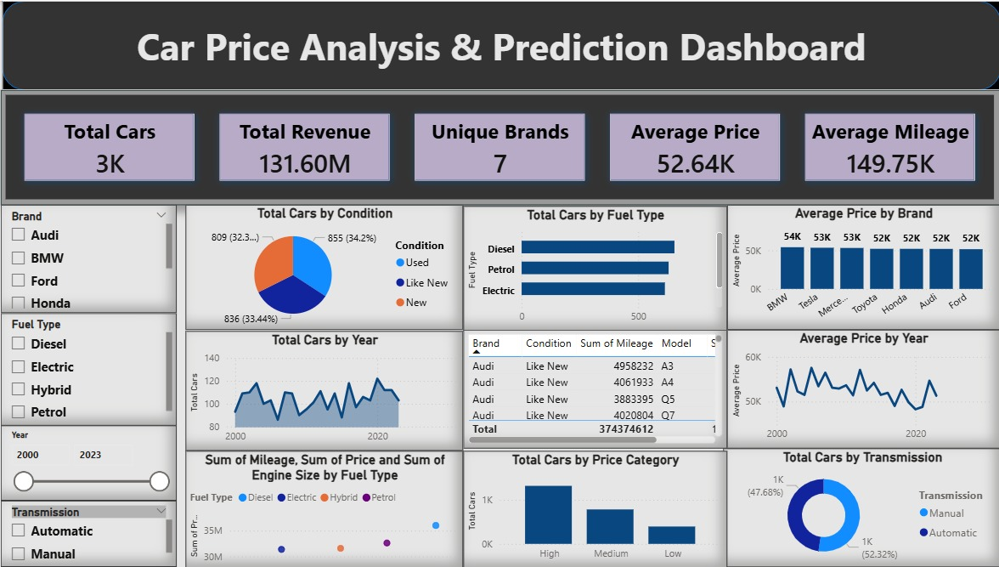 Car Price Analysis & Prediction Dashboard
Total Cars
3K
Total Revenue
131.60M
Unique Brands
7
Average Price
52.64K
Average Mileage
149.75K
Brand
Audi
BMW
Ford
Honda
Fuel Type
Diesel
Electric
Hybrid
Petrol
Year
2000 2023
Transmission
Automatic
Manual
Total Cars by Condition
809 (32.3...)
855 (34.2%)
836 (33.44%)
Condition
Used
Like New
New
Total Cars by Fuel Type
Fuel Type
Diesel
Petrol
Electric
0 500
Average Price by Brand
Average Price
50K
0K
54K 53K 53K 52K 52K 52K 52K
BMW Tesla Merce... Toyota Honda Audi Ford
Total Cars by Year
Total Cars
140
120
100
80
2000 2020
Brand Condition Sum of Mileage Model S
Audi Like New 4958232 A3
Audi Like New 4061933 A4
Audi Like New 3883395 Q5
Audi Like New 4020804 Q7
Total 374374612 1
Average Price by Year
Average Price
60K
50K
2000 2020
Sum of Mileage, Sum of Price and Sum of
Engine Size by Fuel Type
Fuel Type Diesel Electric Hybrid Petrol
Sum of Pr...
35M
30M
Total Cars by Price Category
Total Cars
1K
0K
High Medium Low
Total Cars by Transmission
1K
(47.68%)
1K
(52.32%)
Transmission
Manual
Automatic